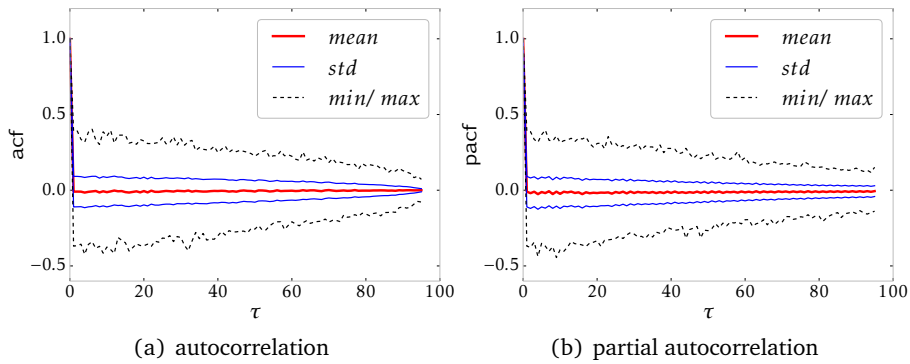 1.0
0.5
0.0
−0.5
acf
mean
std
min/ max
0 20 40 60 80 100
τ
(a) autocorrelation
1.0
0.5
0.0
−0.5
pacf
mean
std
min/ max
0 20 40 60 80 100
τ
(b) partial autocorrelation